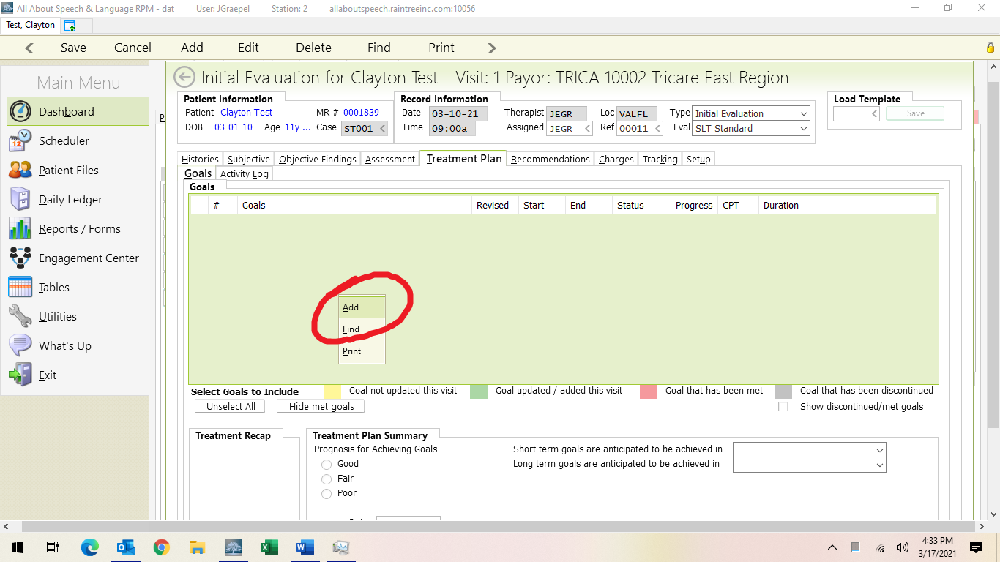 All About Speech & Language RPM - dat User: JGraepel Station: 2 allaboutspeech.raintreeinc.com:10056
Test, Clayton
Save Cancel Add Edit Delete Find Print
Main Menu
Dashboard
Scheduler
Patient Files
Daily Ledger
Reports / Forms
Engagement Center
Tables
Utilities
What's Up
Exit
P
Initial Evaluation for Clayton Test - Visit: 1 Payor: TRICA 10002 Tricare East Region
Patient Information Record Information Load Template
Patient Clayton Test MR # 0001839 Date 03-10-21 Therapist JEGR Loc VALFL Type Initial Evaluation Save
DOB 03-01-10 Age 11y ... Case ST001 Time 09:00a Assigned JEGR Ref 00011 Eval SLT Standard
Histories Subjective Objective Findings Assessment Treatment Plan Recommendations Charges Tracking Setup
Goals Activity Log
Goals
# Goals Revised Start End Status Progress CPT Duration
Add
Find
Print
Select Goals to Include Goal not updated this visit Goal updated / added this visit Goal that has been met Goal that has been discontinued
Unselect All Hide met goals Show discontinued/met goals
Treatment Recap Treatment Plan Summary
Prognosis for Achieving Goals Short term goals are anticipated to be achieved in
Good Long term goals are anticipated to be achieved in
Fair
Poor
4:33 PM
3/17/2021